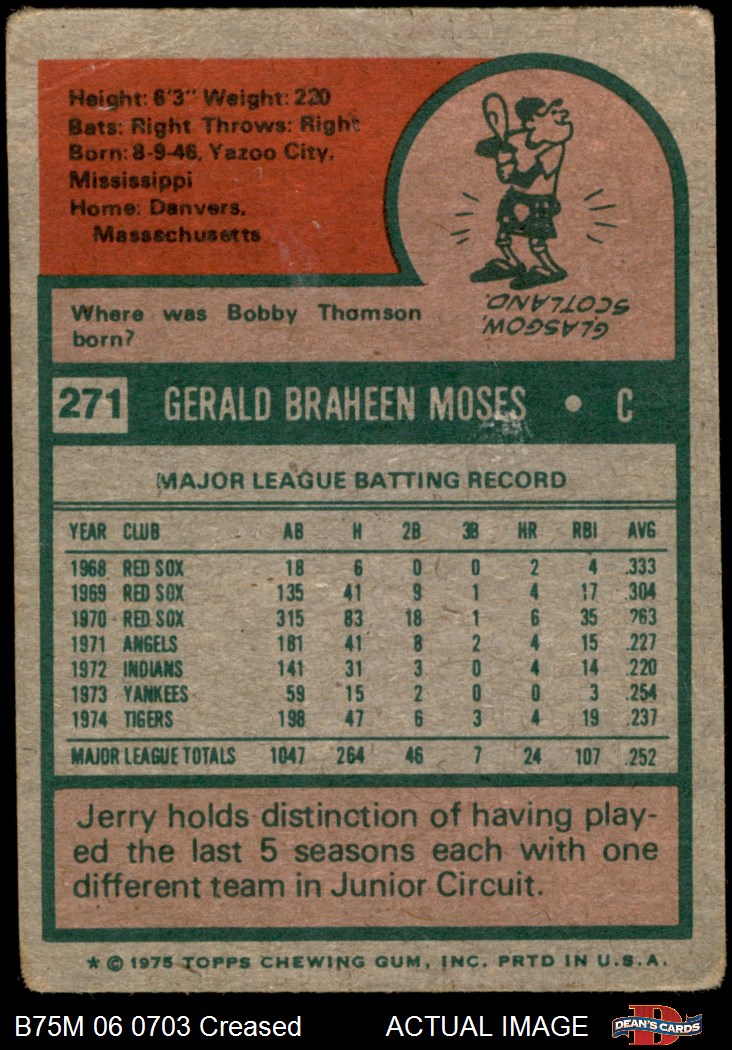 Height: 6'3" Weight: 220
Bats: Right Throws: Right
Born: 8-9-46, Yazoo City,
Mississippi
Home: Danvers,
Massachusetts
GLASGOW,
SCOTLAND.
Where was Bobby Thomson
born?
271 GERALD BRAHEEN MOSES • C
MAJOR LEAGUE BATTING RECORD
YEAR CLUB AB H 2B 3B HR RBI AVG
1968 RED SOX 18 6 0 0 2 4 .333
1969 RED SOX 135 41 9 1 4 17 .304
1970 RED SOX 315 83 18 1 6 35 .263
1971 ANGELS 181 41 8 2 4 15 .227
1972 INDIANS 141 31 3 0 4 14 .220
1973 YANKEES 59 15 2 0 0 3 .254
1974 TIGERS 198 47 6 3 4 19 .237
MAJOR LEAGUE TOTALS 1047 264 46 7 24 107 .252
Jerry holds distinction of having play-
ed the last 5 seasons each with one
different team in Junior Circuit.
* © 1975 TOPPS CHEWING GUM, INC. PRTD IN U.S.A.
B75M 06 0703 Creased ACTUAL IMAGE DEAN'S CARDS